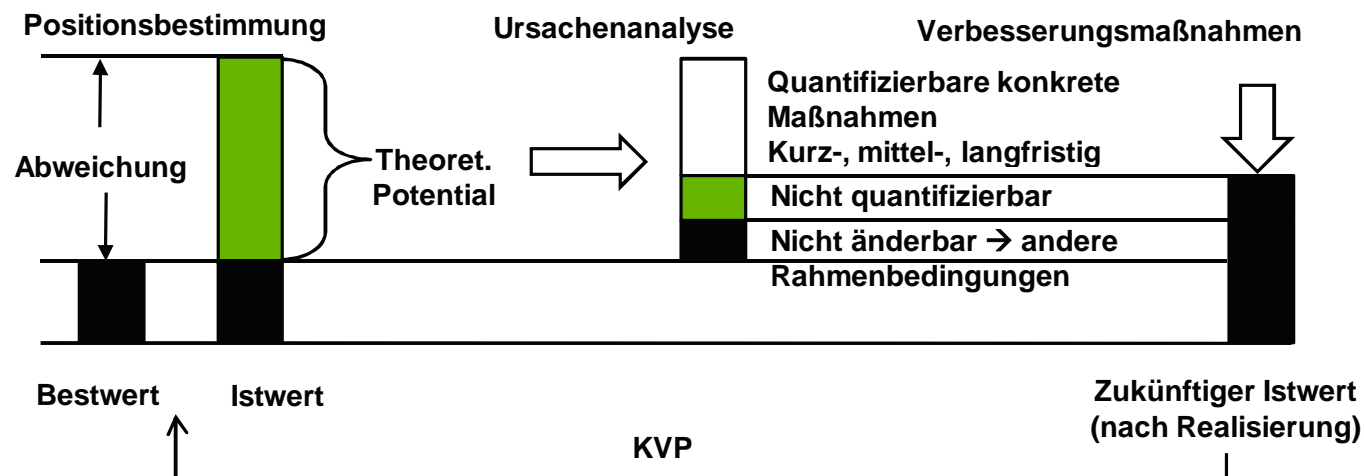 Positionsbestimmung
Ursachenanalyse
Verbesserungsmaßnahmen
Abweichung
Theoret.
Potential
Quantifizierbare konkrete
Maßnahmen
Kurz-, mittel-, langfristig
Nicht quantifizierbar
Nicht änderbar → andere
Rahmenbedingungen
Bestwert
Istwert
Zukünftiger Istwert
(nach Realisierung)
KVP